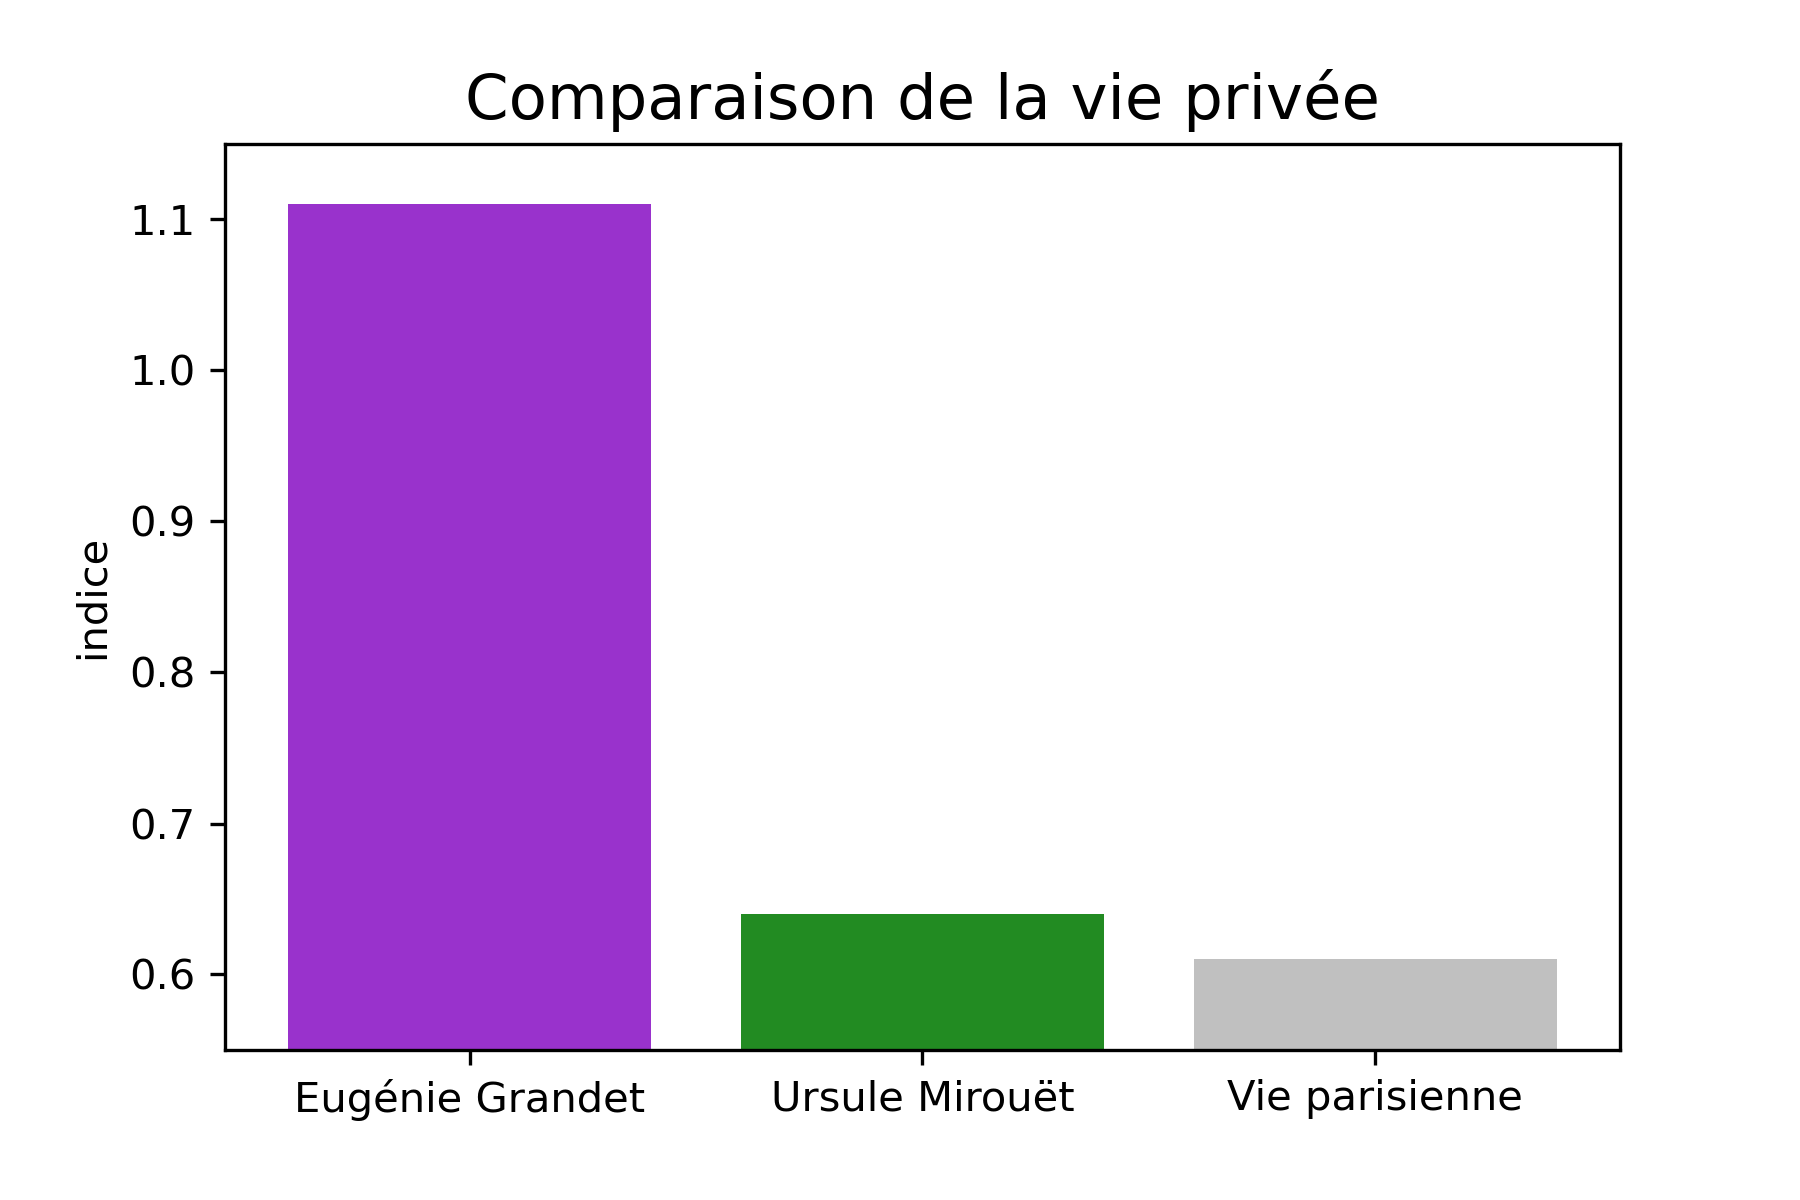 Comparaison de la vie privée
1.1
1.0
0.9
0.8
0.7
0.6
indice
Eugénie Grandet
Ursule Mirouët
Vie parisienne